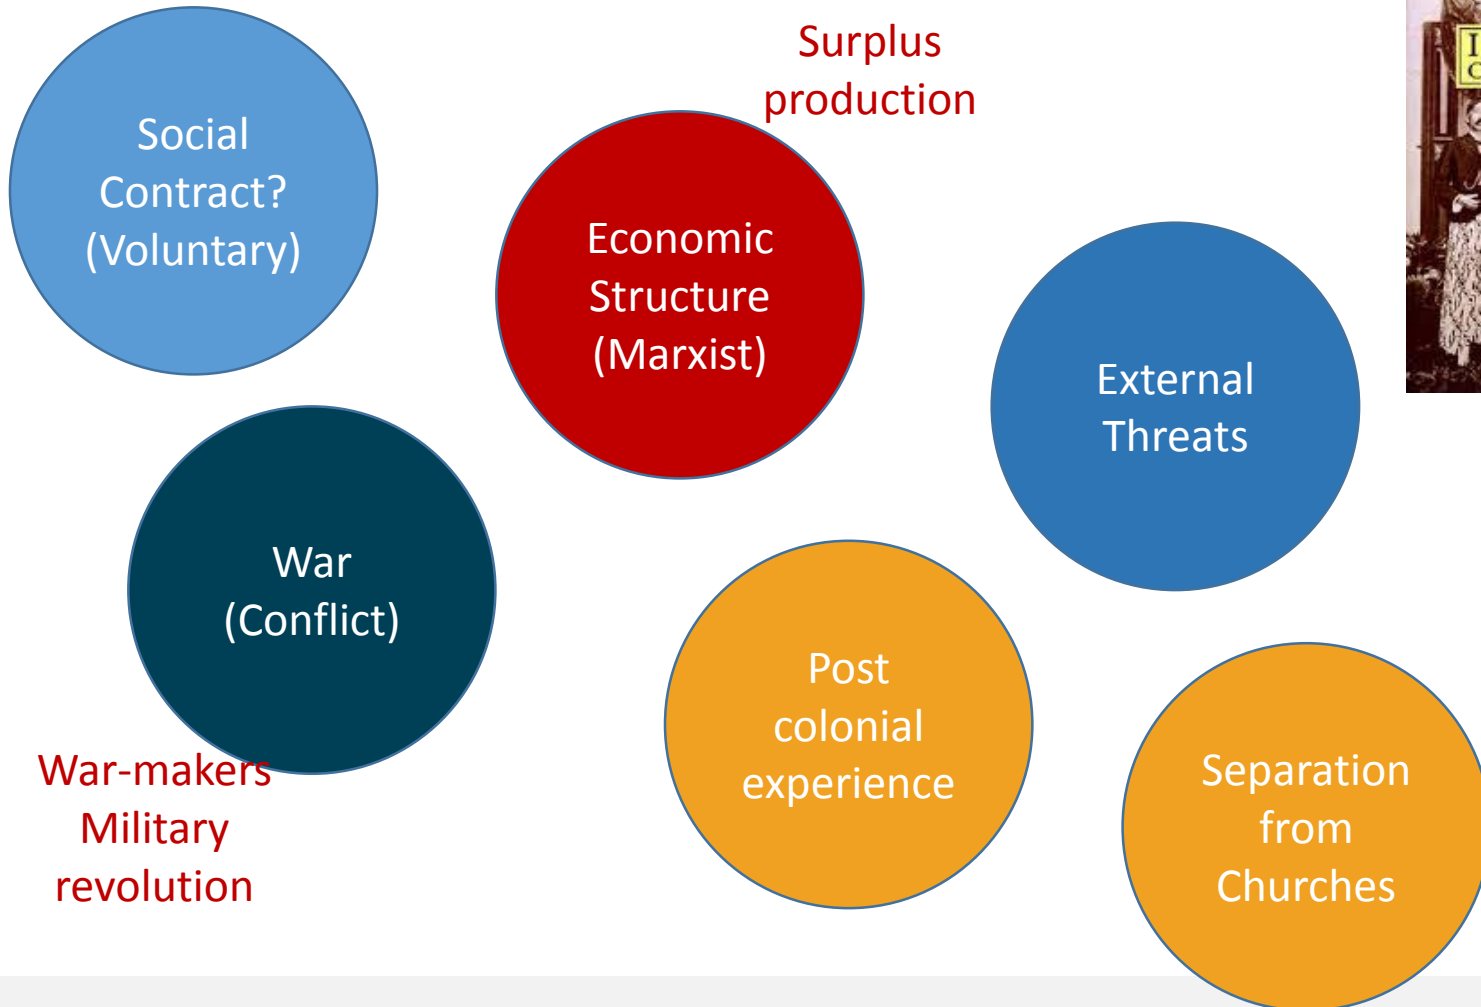 Surplus
production
Social
Contract?
(Voluntary)
Economic
Structure
(Marxist)
External
Threats
War
(Conflict)
Post
colonial
experience
War-makers
Military
revolution
Separation
from
Churches